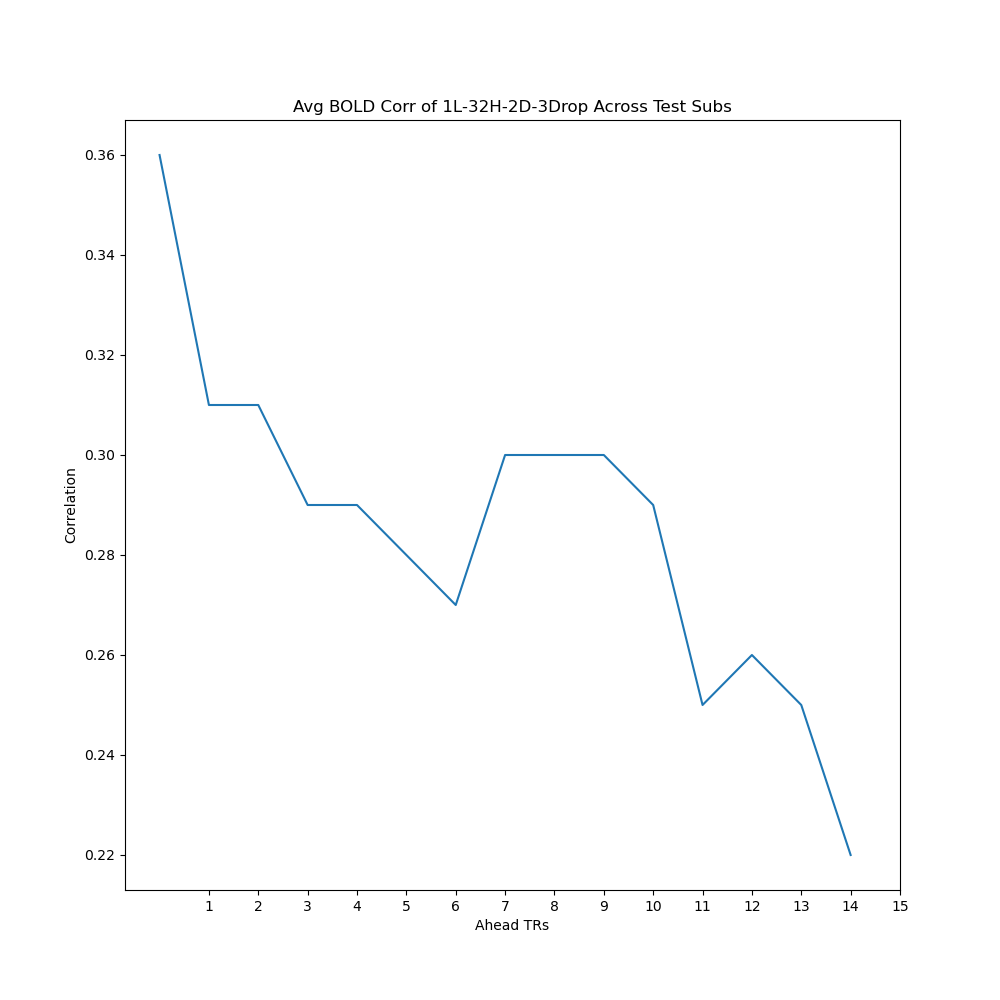 Avg BOLD Corr of 1L-32H-2D-3Drop Across Test Subs
0.36
0.34
0.32
0.30
0.28
0.26
0.24
0.22
Correlation
1 2 3 4 5 6 7 8 9 10 11 12 13 14 15
Ahead TRs